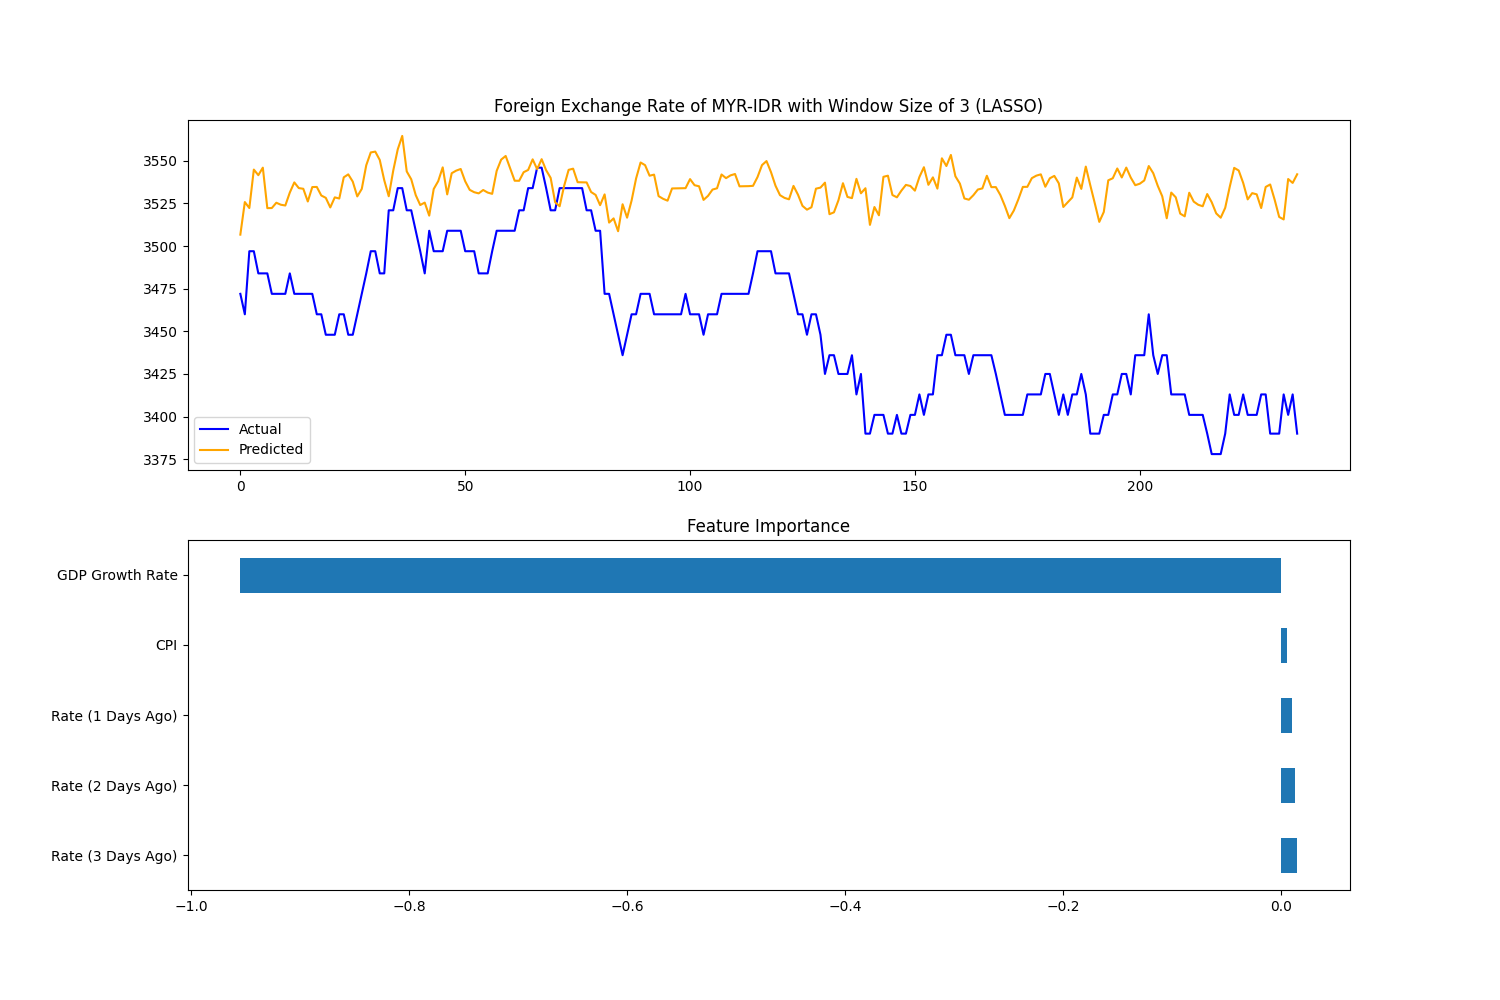 Foreign Exchange Rate of MYR-IDR with Window Size of 3 (LASSO)
3550
3525
3500
3475
3450
3425
3400
3375
Actual
Predicted
0 50 100 150 200
Feature Importance
GDP Growth Rate
CPI
Rate (1 Days Ago)
Rate (2 Days Ago)
Rate (3 Days Ago)
−1.0 −0.8 −0.6 −0.4 −0.2 0.0